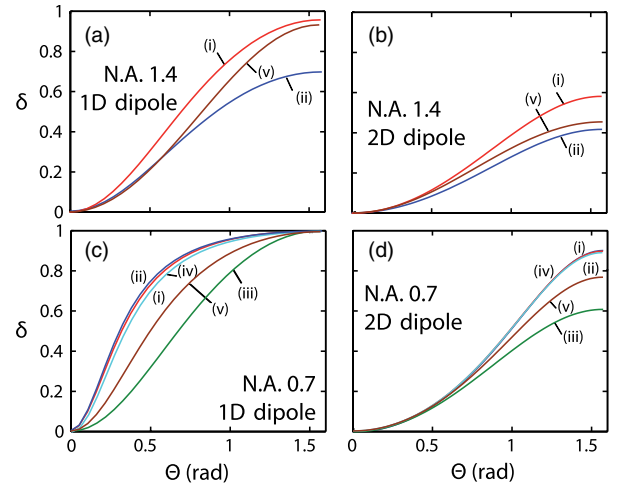 1
0.8
0.6
0.4
0.2
0
δ
(a)
N.A. 1.4
1D dipole
(i)
(v)
(ii)
(b)
N.A. 1.4
2D dipole
(i)
(v)
(ii)
1
0.8
0.6
0.4
0.2
0
δ
(c)
(ii)
(iv)
(i)
(v)
(iii)
N.A. 0.7
1D dipole
0
0.5
1
1.5
Θ (rad)
(d)
N.A. 0.7
2D dipole
(i)
(iv)
(ii)
(v)
(iii)
0
0.5
1
1.5
Θ (rad)